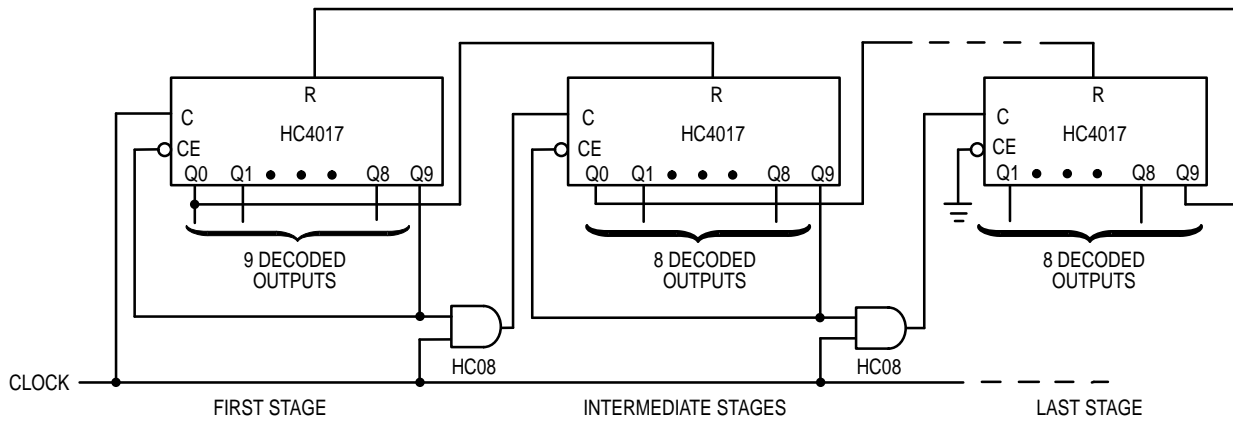 R
R
R
C
HC4017
C
HC4017
C
HC4017
CE
CE
CE
Q0 Q1 • • • Q8 Q9
Q0 Q1 • • • Q8 Q9
Q1 • • • Q8 Q9
9 DECODED
OUTPUTS
8 DECODED
OUTPUTS
8 DECODED
OUTPUTS
HC08
HC08
CLOCK
FIRST STAGE
INTERMEDIATE STAGES
LAST STAGE